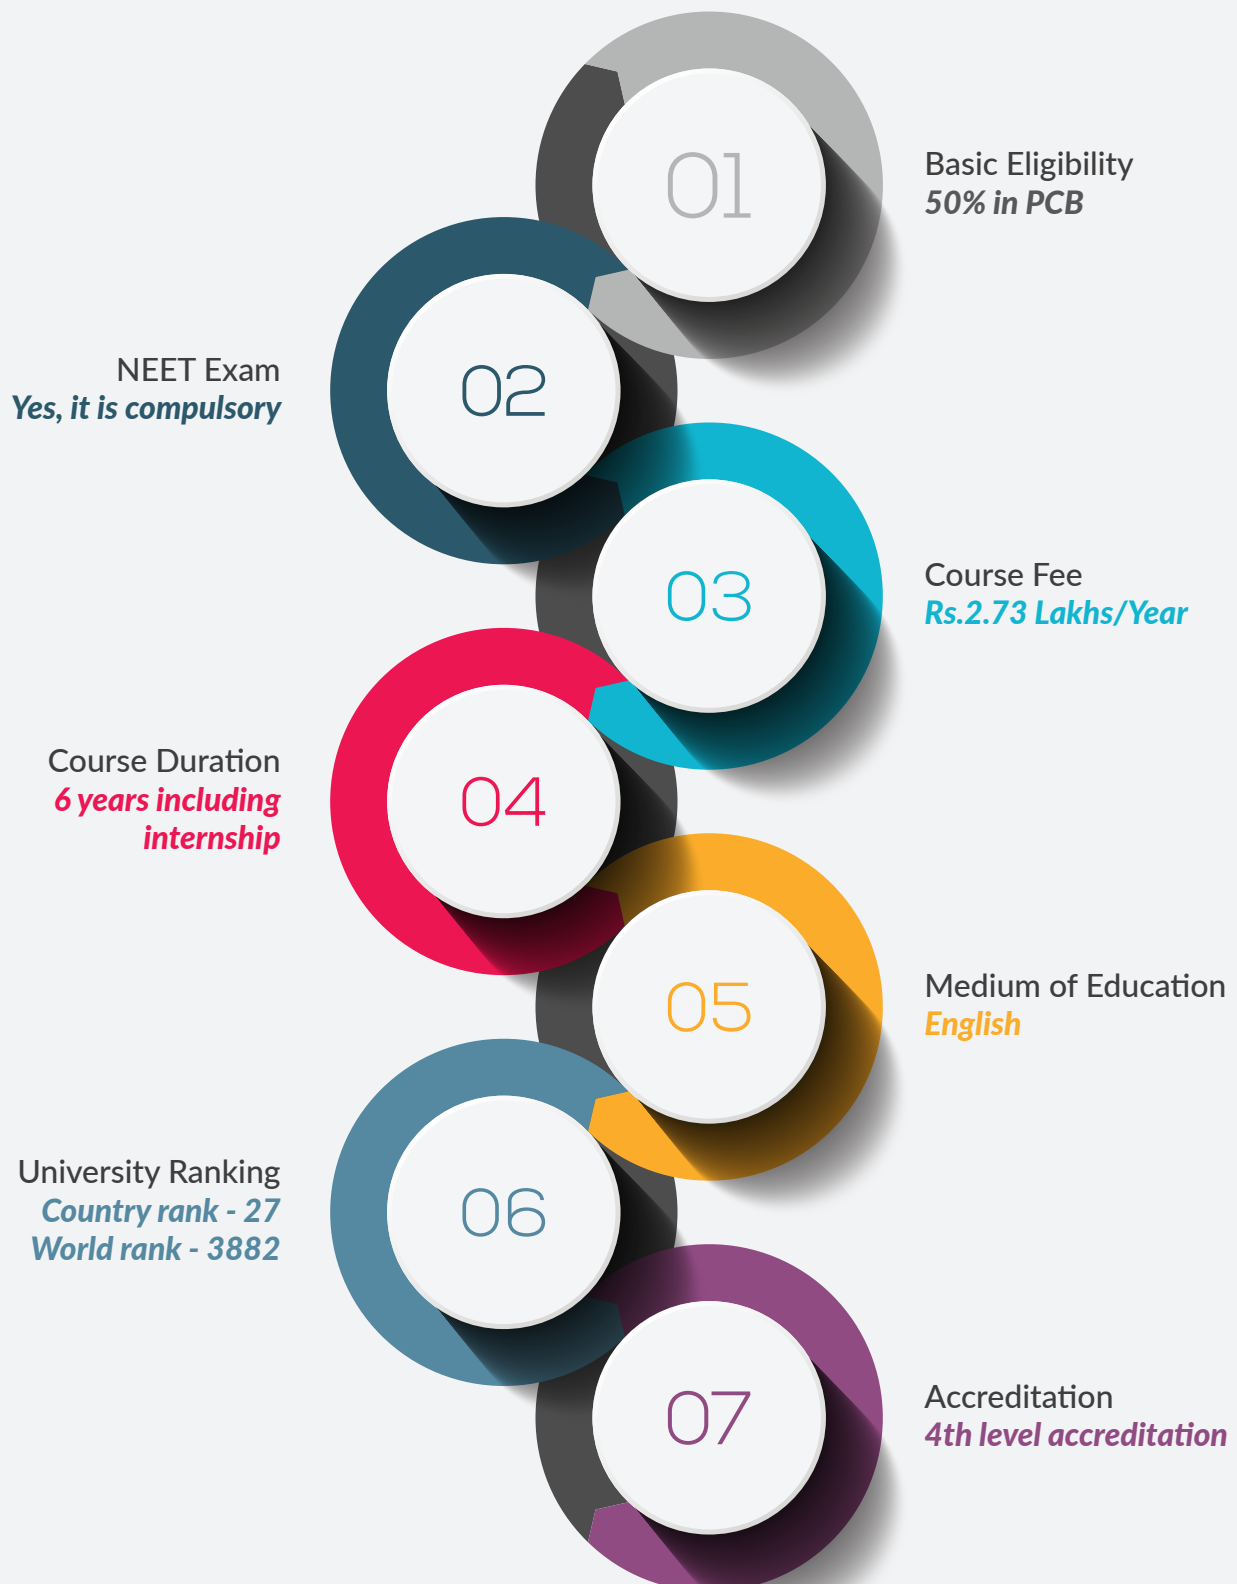 01
Basic Eligibility
50% in PCB
NEET Exam
Yes, it is compulsory
02
03
Course Fee
Rs.2.73 Lakhs/Year
Course Duration
6 years including
internship
04
05
Medium of Education
English
University Ranking
Country rank - 27
World rank - 3882
06
07
Accreditation
4th level accreditation